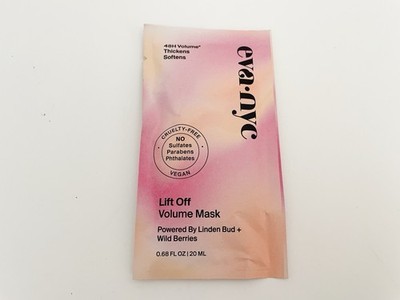 48H Volume*
Thickens
Softens
eva·nyc
CRUELTY-FREE
NO
Sulfates
Parabens
Phthalates
VEGAN
Lift Off
Volume Mask
Powered By Linden Bud +
Wild Berries
0.68 FL OZ | 20 ML